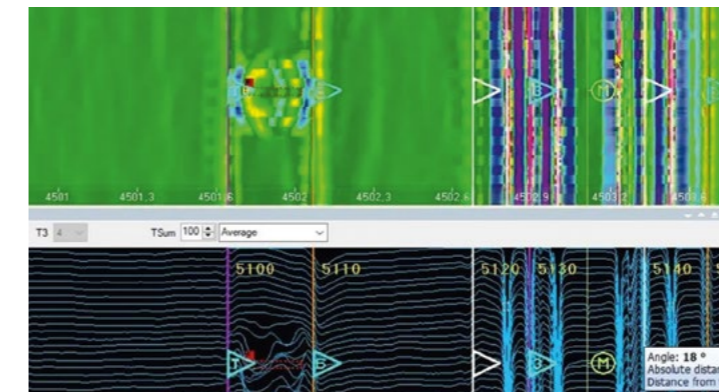 4501 4501.3 4501.6 4502 4502.3 4502.6 4502.9 4503.2
T3 4 TSum 100 Average
5100 5110 5120 5130 5140
M
Angle: 18 °
Absolute dista
Distance from